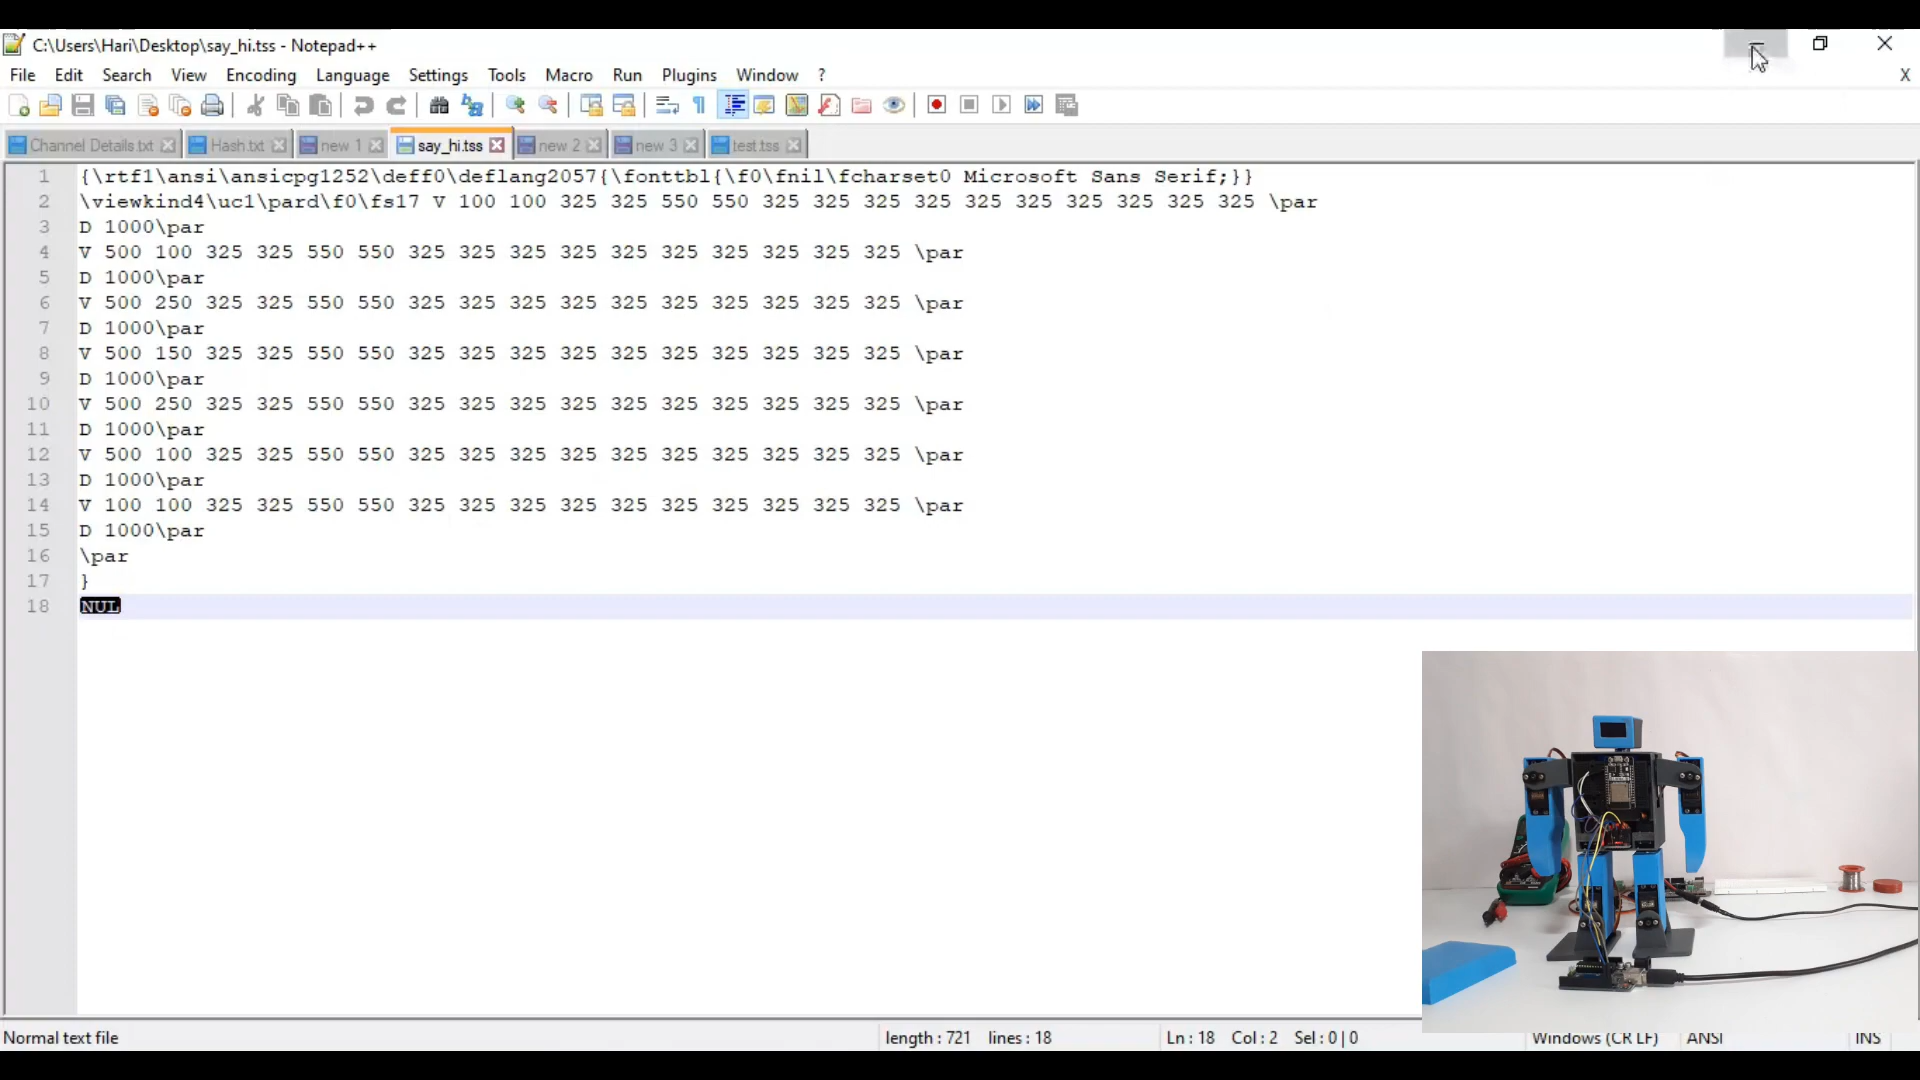 C:\Users\Hari\Desktop\say_hi.tss - Notepad++
File Edit Search View Encoding Language Settings Tools Macro Run Plugins Window ? X
Channel Details.txt Hash.txt new 1 say_hi.tss new 2 new 3 test.tss
1 {\rtf1\ansi\ansicpg1252\deff0\deflang2057{\fonttbl{\f0\fnil\fcharset0 Microsoft Sans Serif;}}
2 \viewkind4\uc1\pard\f0\fs17 V 100 100 325 325 550 550 325 325 325 325 325 325 325 325 325 325 \par
3 D 1000\par
4 V 500 100 325 325 550 550 325 325 325 325 325 325 325 325 325 325 \par
5 D 1000\par
6 V 500 250 325 325 550 550 325 325 325 325 325 325 325 325 325 325 \par
7 D 1000\par
8 V 500 150 325 325 550 550 325 325 325 325 325 325 325 325 325 325 \par
9 D 1000\par
10 V 500 250 325 325 550 550 325 325 325 325 325 325 325 325 325 325 \par
11 D 1000\par
12 V 500 100 325 325 550 550 325 325 325 325 325 325 325 325 325 325 \par
13 D 1000\par
14 V 100 100 325 325 550 550 325 325 325 325 325 325 325 325 325 325 \par
15 D 1000\par
16 \par
17 }
18 NUL
Normal text file length : 721 lines : 18 Ln : 18 Col : 2 Sel : 0 | 0 Windows (CR LF) ANSI INS